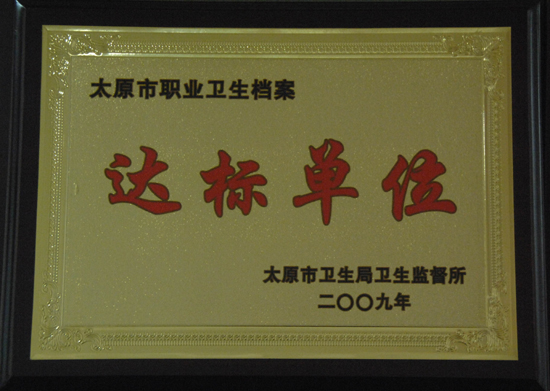 太原市职业卫生档案
达标单位
太原市卫生局卫生监督所
二〇〇九年